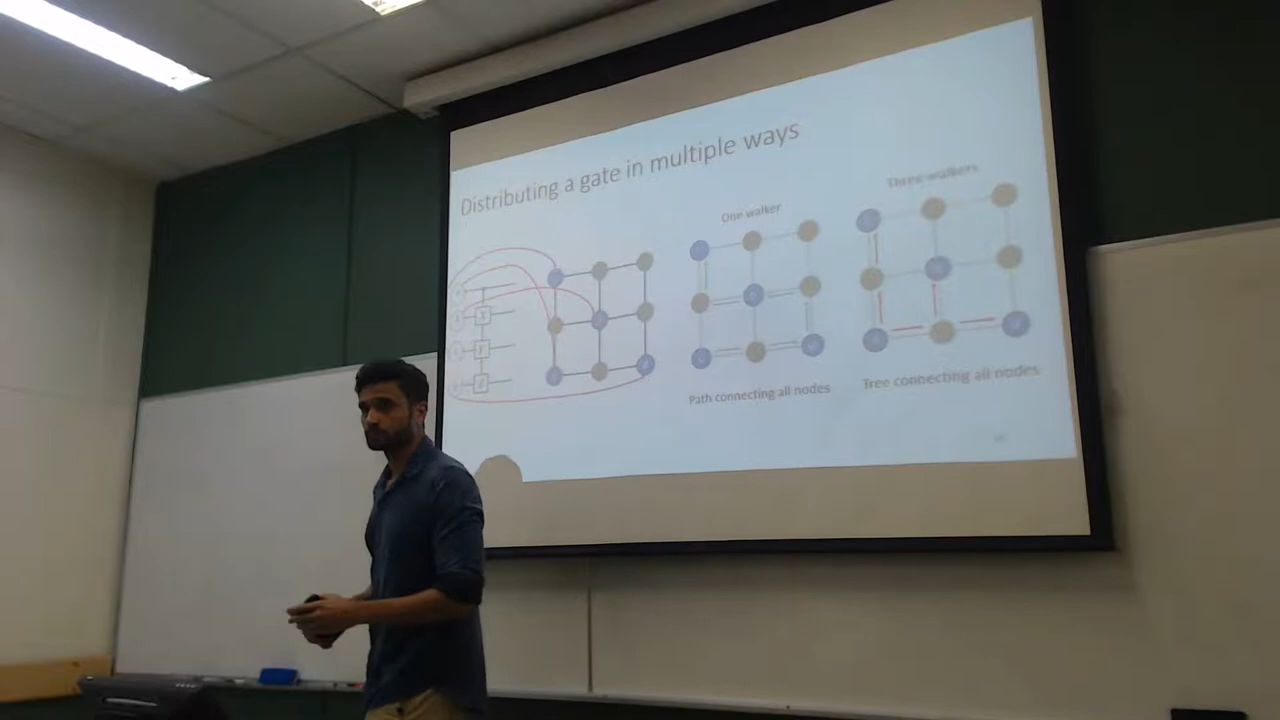 Distributing a gate in multiple ways
One walker
Three walkers
Path connecting all nodes
Tree connecting all nodes